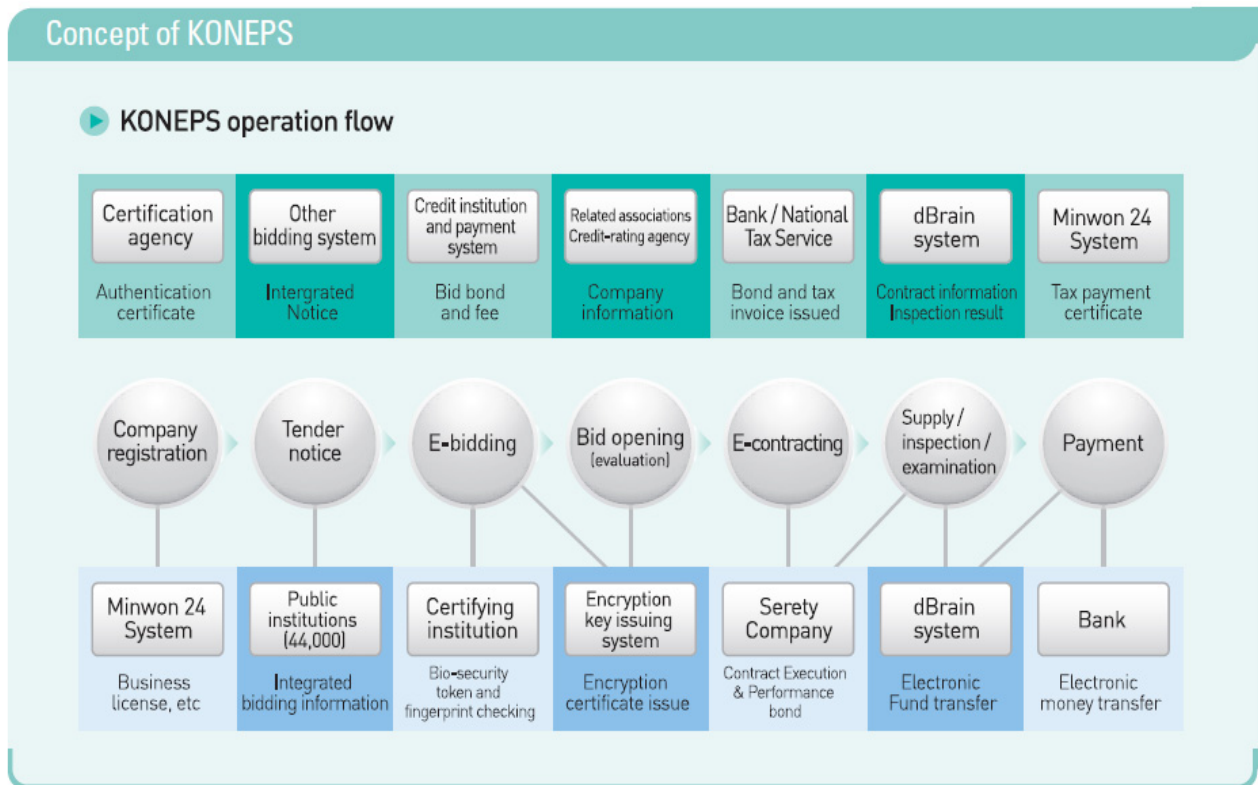 Concept of KONEPS
KONEPS operation flow
Certification
agency
Authentication
certificate
Other
bidding system
Intergrated
Notice
Credit institution
and payment
system
Bid bond
and fee
Related associations
Credit-rating agency
Company
information
Bank / National
Tax Service
Bond and tax
invoice issued
dBrain
system
Contract information
Inspection result
Minwon 24
System
Tax payment
certificate
Company
registration
Tender
notice
E-bidding
Bid opening
(evaluation)
E-contracting
Supply /
inspection /
examination
Payment
Minwon 24
System
Business
license, etc
Public
institutions
(44,000)
Integrated
bidding information
Certifying
institution
Bio-security
token and
fingerprint checking
Encryption
key issuing
system
Encryption
certificate issue
Serety
Company
Contract Execution
& Performance
bond
dBrain
system
Electronic
Fund transfer
Bank
Electronic
money transfer